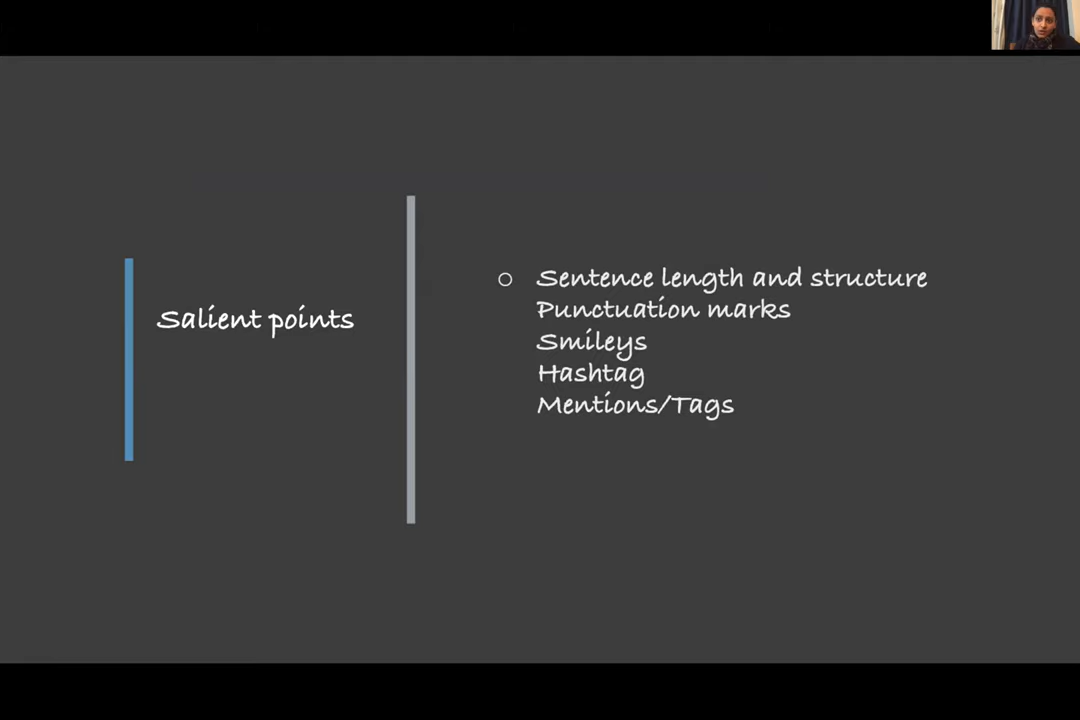 Salient points
Sentence length and structure
Punctuation marks
Smileys
Hashtag
Mentions/Tags